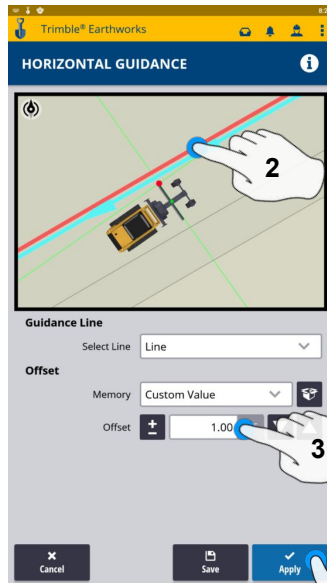 Trimble® Earthworks
HORIZONTAL GUIDANCE
2
Guidance Line
Select Line Line
Offset
Memory Custom Value
Offset 1.00
3
Cancel Save Apply